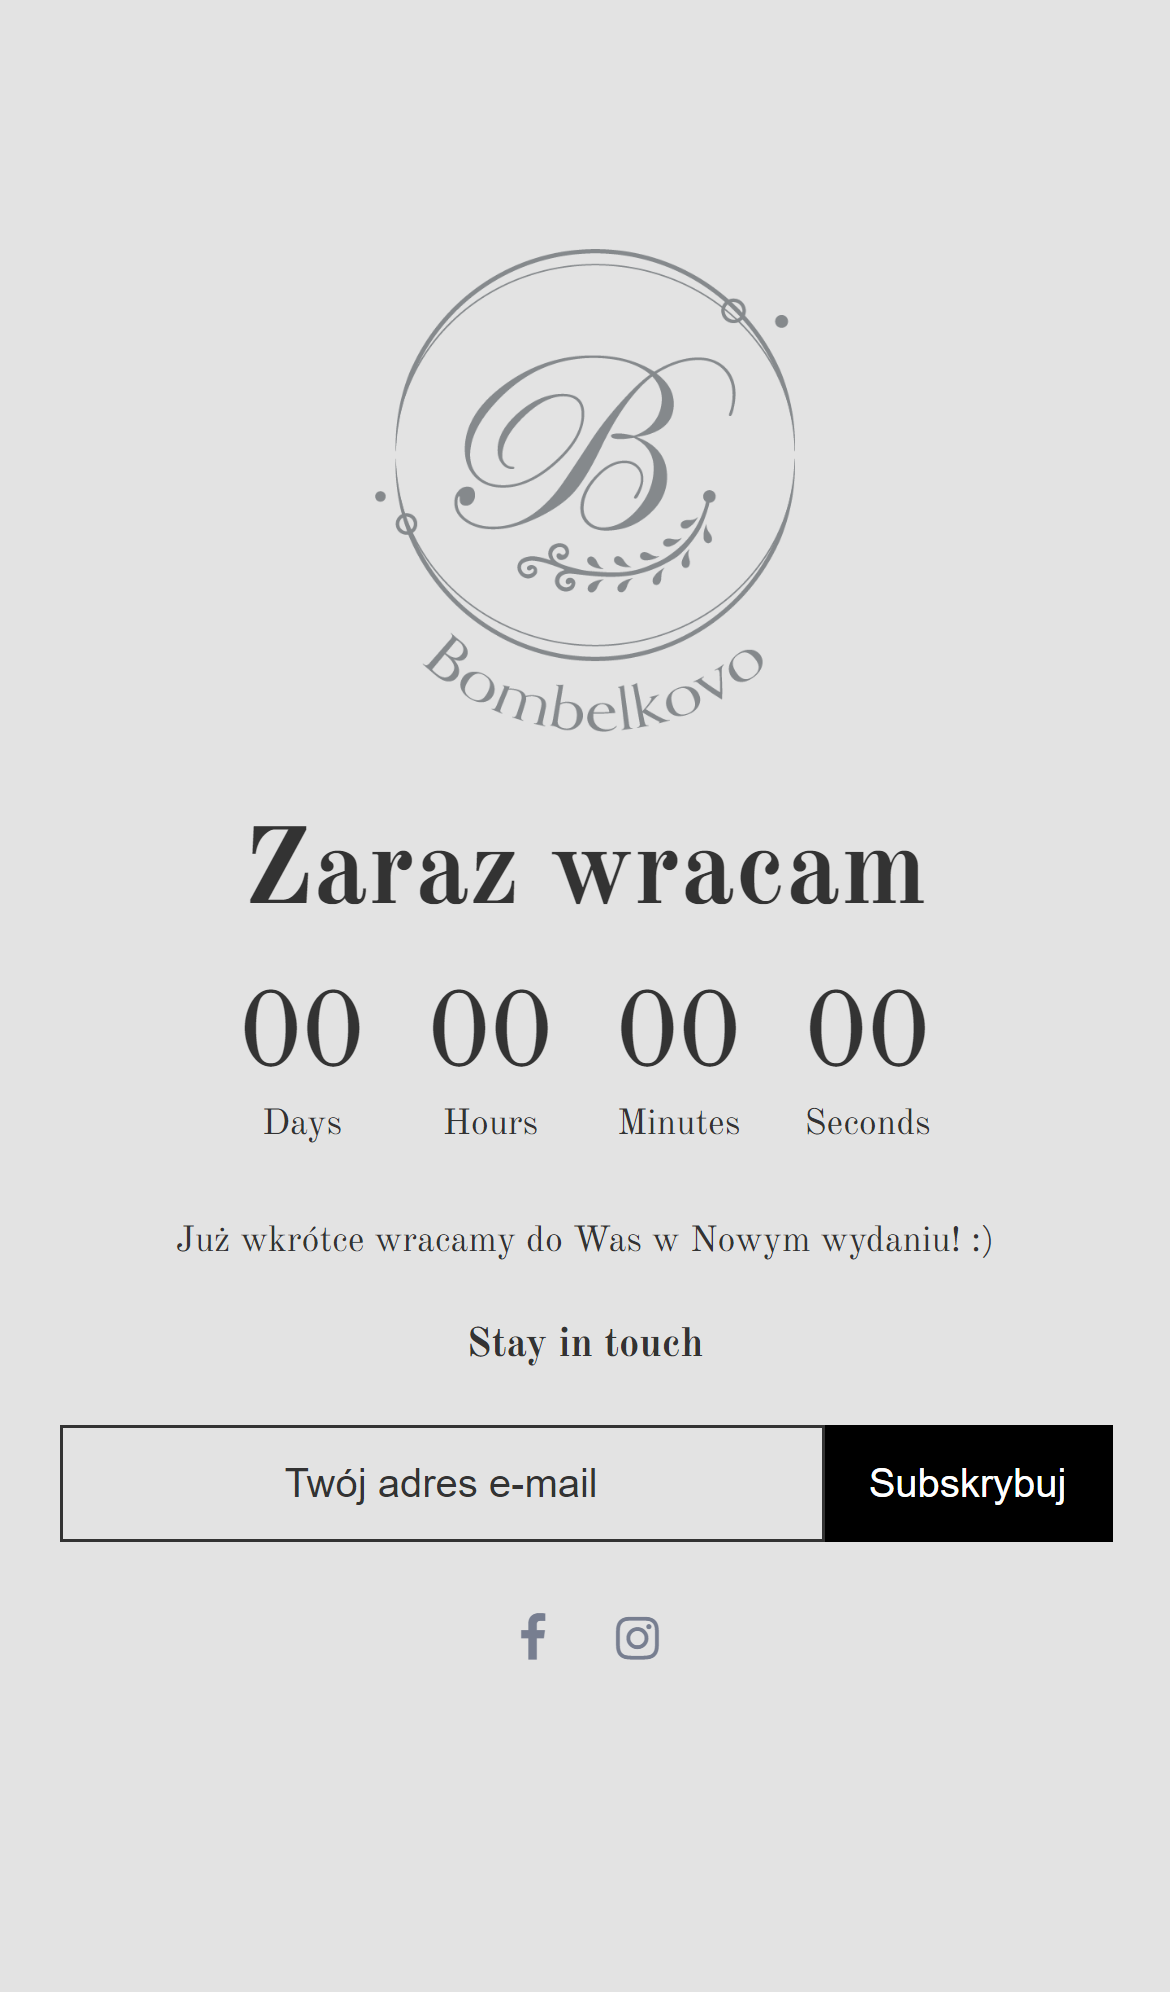 B
Bombelkovo
Zaraz wracam
00 00 00 00
Days Hours Minutes Seconds
Już wkrótce wracamy do Was w Nowym wydaniu! :)
Stay in touch
Twój adres e-mail Subskrybuj